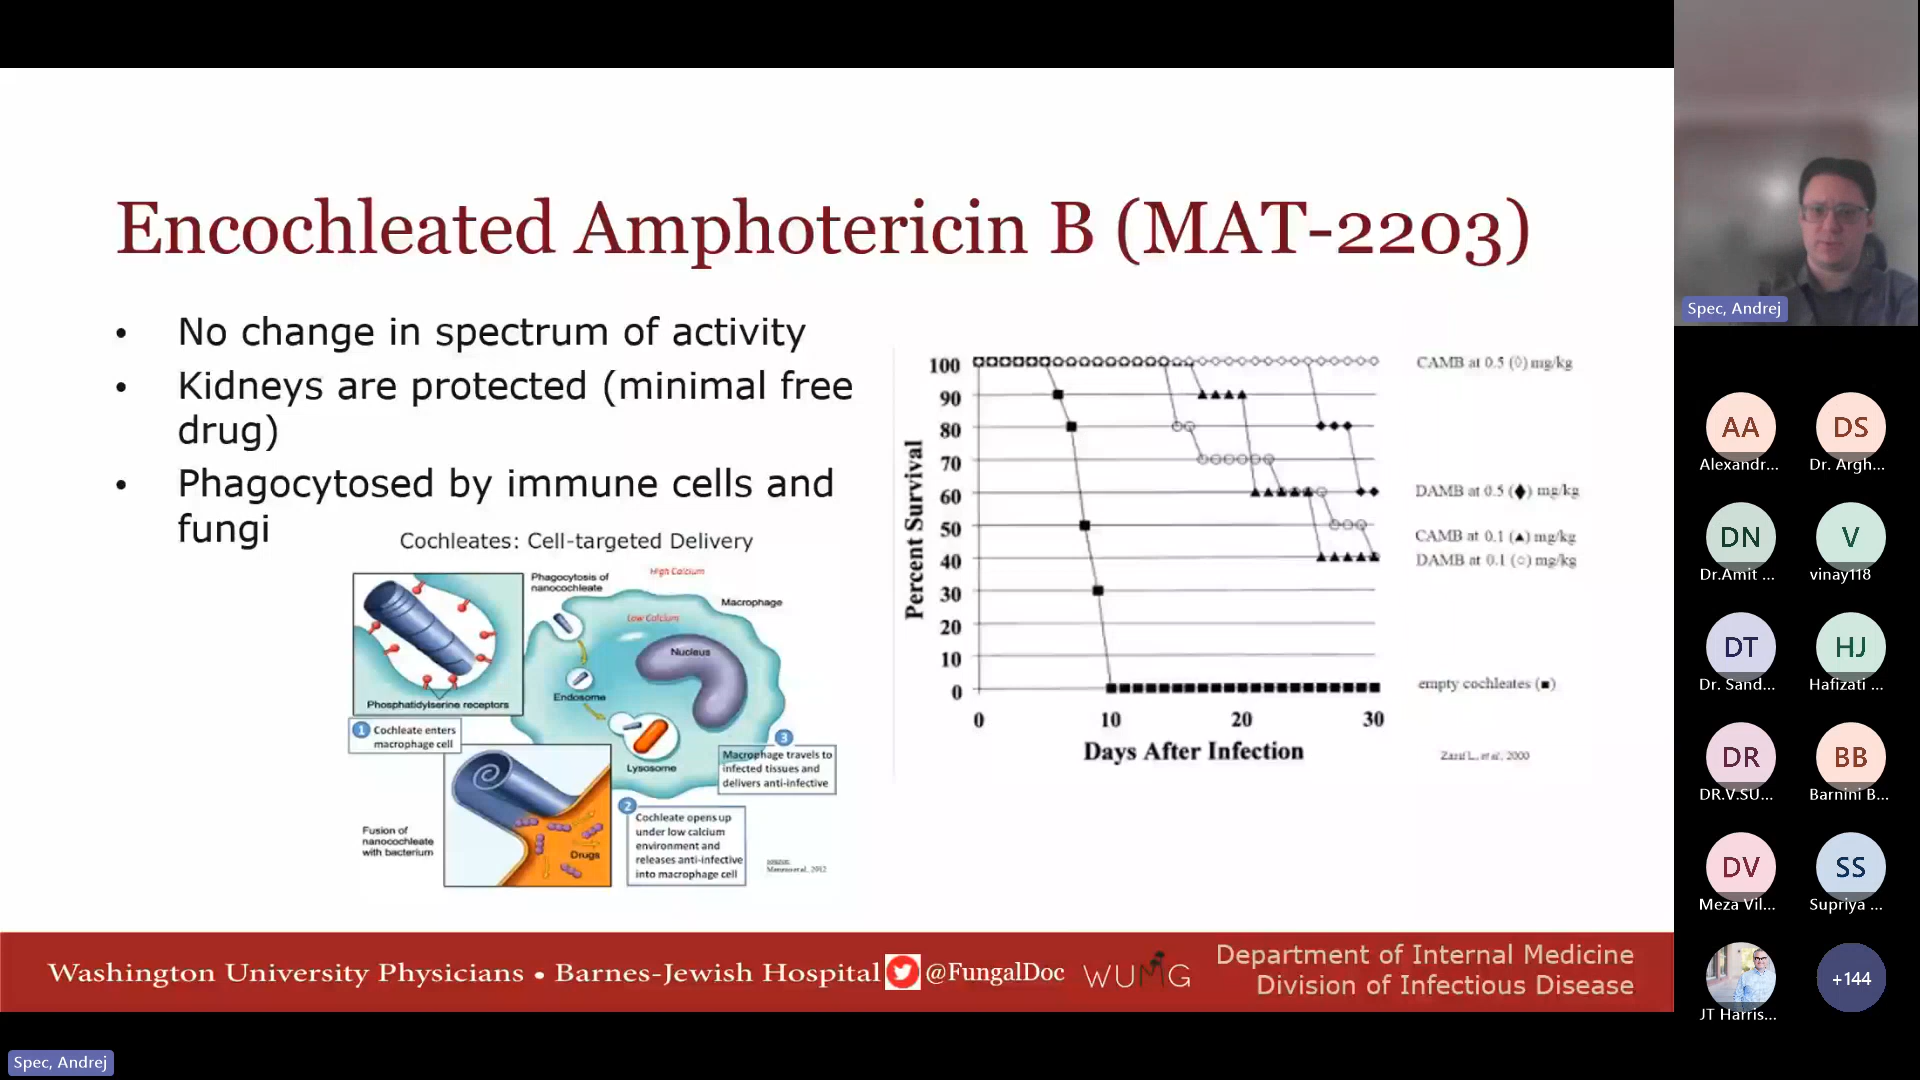 Encochleated Amphotericin B (MAT-2203)
• No change in spectrum of activity
• Kidneys are protected (minimal free
drug)
• Phagocytosed by immune cells and
fungi
Cochleates: Cell-targeted Delivery
Phagocytosis of
nanocochleate
High Calcium
Macrophage
Low Calcium
Nucleus
Endosome
Phosphatidylserine receptors
1 Cochleate enters
macrophage cell
Lysosome
3
Macrophage travels to
infected tissues and
delivers anti-infective
2
Cochleate opens up
under low calcium
environment and
releases anti-infective
into macrophage cell
Fusion of
nanocochleate
with bacterium
Drugs
2012
Percent Survival
100
90
80
70
60
50
40
30
20
10
0
0 10 20 30
Days After Infection
CAMB at 0.5 (◊) mg/kg
DAMB at 0.5 (♦) mg/kg
CAMB at 0.1 (▲) mg/kg
DAMB at 0.1 (○) mg/kg
empty cochleates (■)
L., et al., 2000
Washington University Physicians • Barnes-Jewish Hospital
@FungalDoc
WUMG
Department of Internal Medicine
Division of Infectious Disease
Spec, Andrej
AA
Alexandr...
DS
Dr. Argh...
DN
Dr.Amit ...
V
vinay118
DT
Dr. Sand...
HJ
Hafizati ...
DR
DR.V.SU...
BB
Barnini B...
DV
Meza Vil...
SS
Supriya ...
JT Harris...
+144
Spec, Andrej